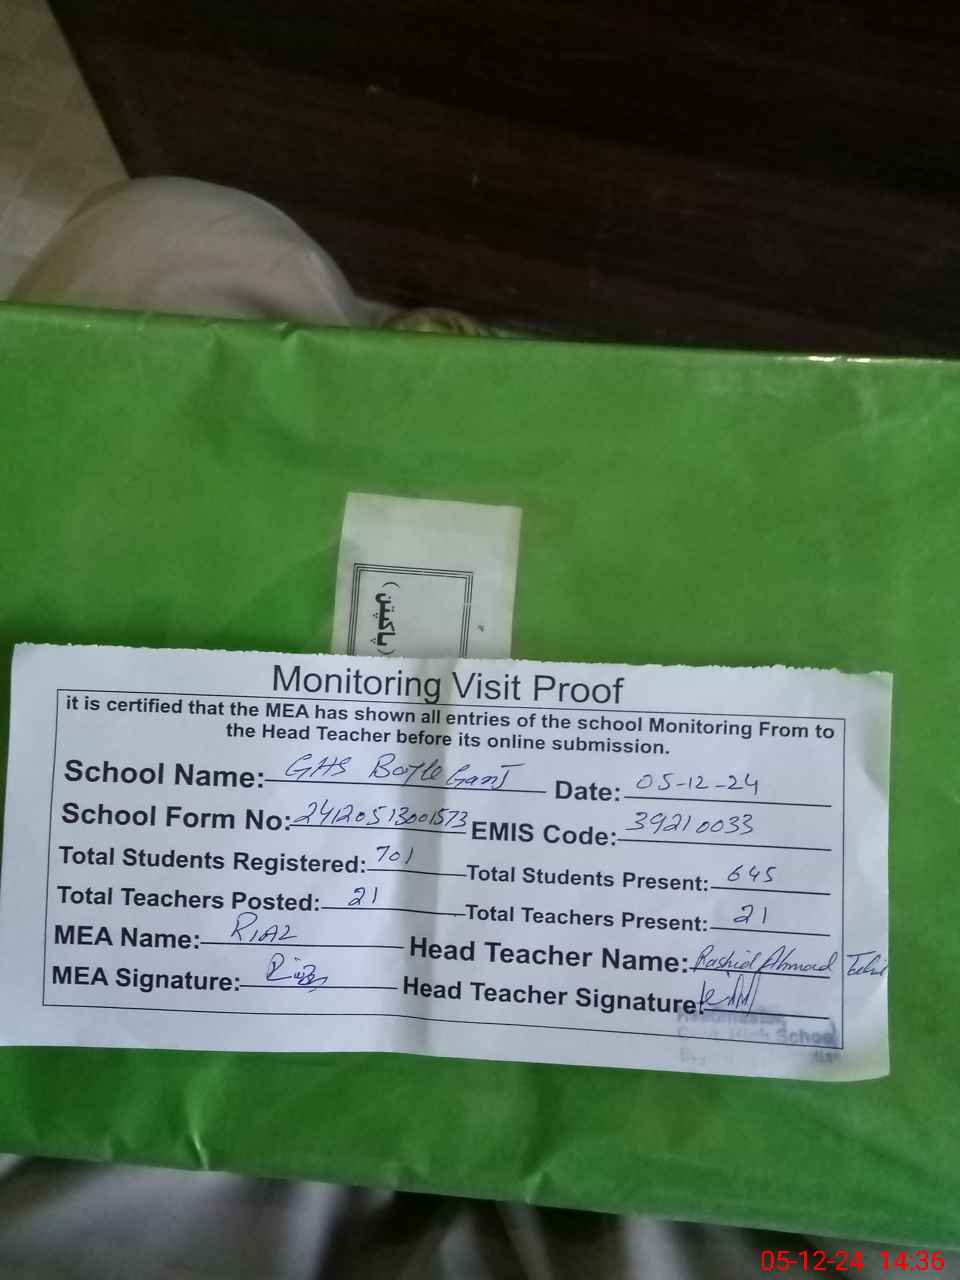 (پاکپتن)
Monitoring Visit Proof
it is certified that the MEA has shown all entries of the school Monitoring From to
the Head Teacher before its online submission.
School Name: GHS Boyle Ganj Date: 05-12-24
School Form No: 24120513001573 EMIS Code: 39210033
Total Students Registered: 701 Total Students Present: 645
Total Teachers Posted: 21 Total Teachers Present: 21
MEA Name: RIAZ Head Teacher Name: Rashid Ahmad
MEA Signature: Head Teacher Signature:
High School
05-12-24 14:36